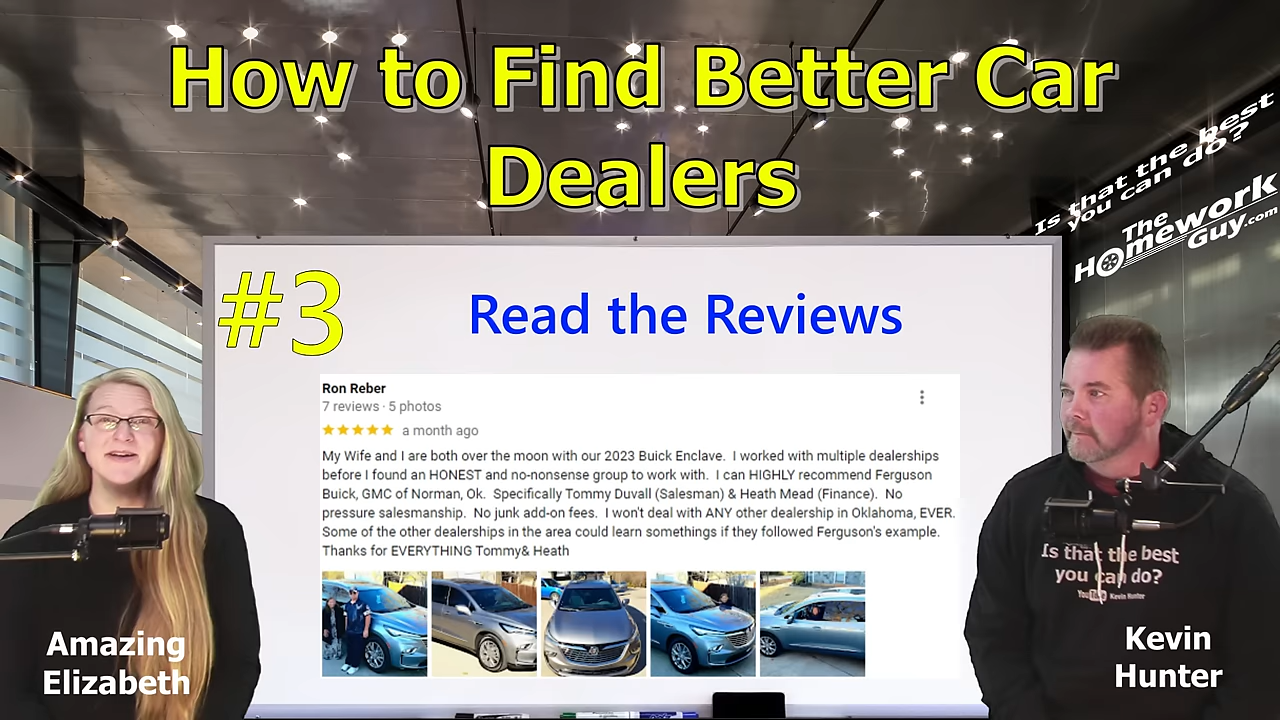 How to Find Better Car
Dealers
Is that the best
you can do?
The
Homework
Guy.com
#3
Read the Reviews
Ron Reber
7 reviews · 5 photos
a month ago
My Wife and I are both over the moon with our 2023 Buick Enclave. I worked with multiple dealerships
before I found an HONEST and no-nonsense group to work with. I can HIGHLY recommend Ferguson
Buick, GMC of Norman, Ok. Specifically Tommy Duvall (Salesman) & Heath Mead (Finance). No
pressure salesmanship. No junk add-on fees. I won't deal with ANY other dealership in Oklahoma, EVER.
Some of the other dealerships in the area could learn somethings if they followed Ferguson's example.
Thanks for EVERYTHING Tommy& Heath
Is that the best
you can do?
YouTube Kevin Hunter
Amazing
Elizabeth
Kevin
Hunter